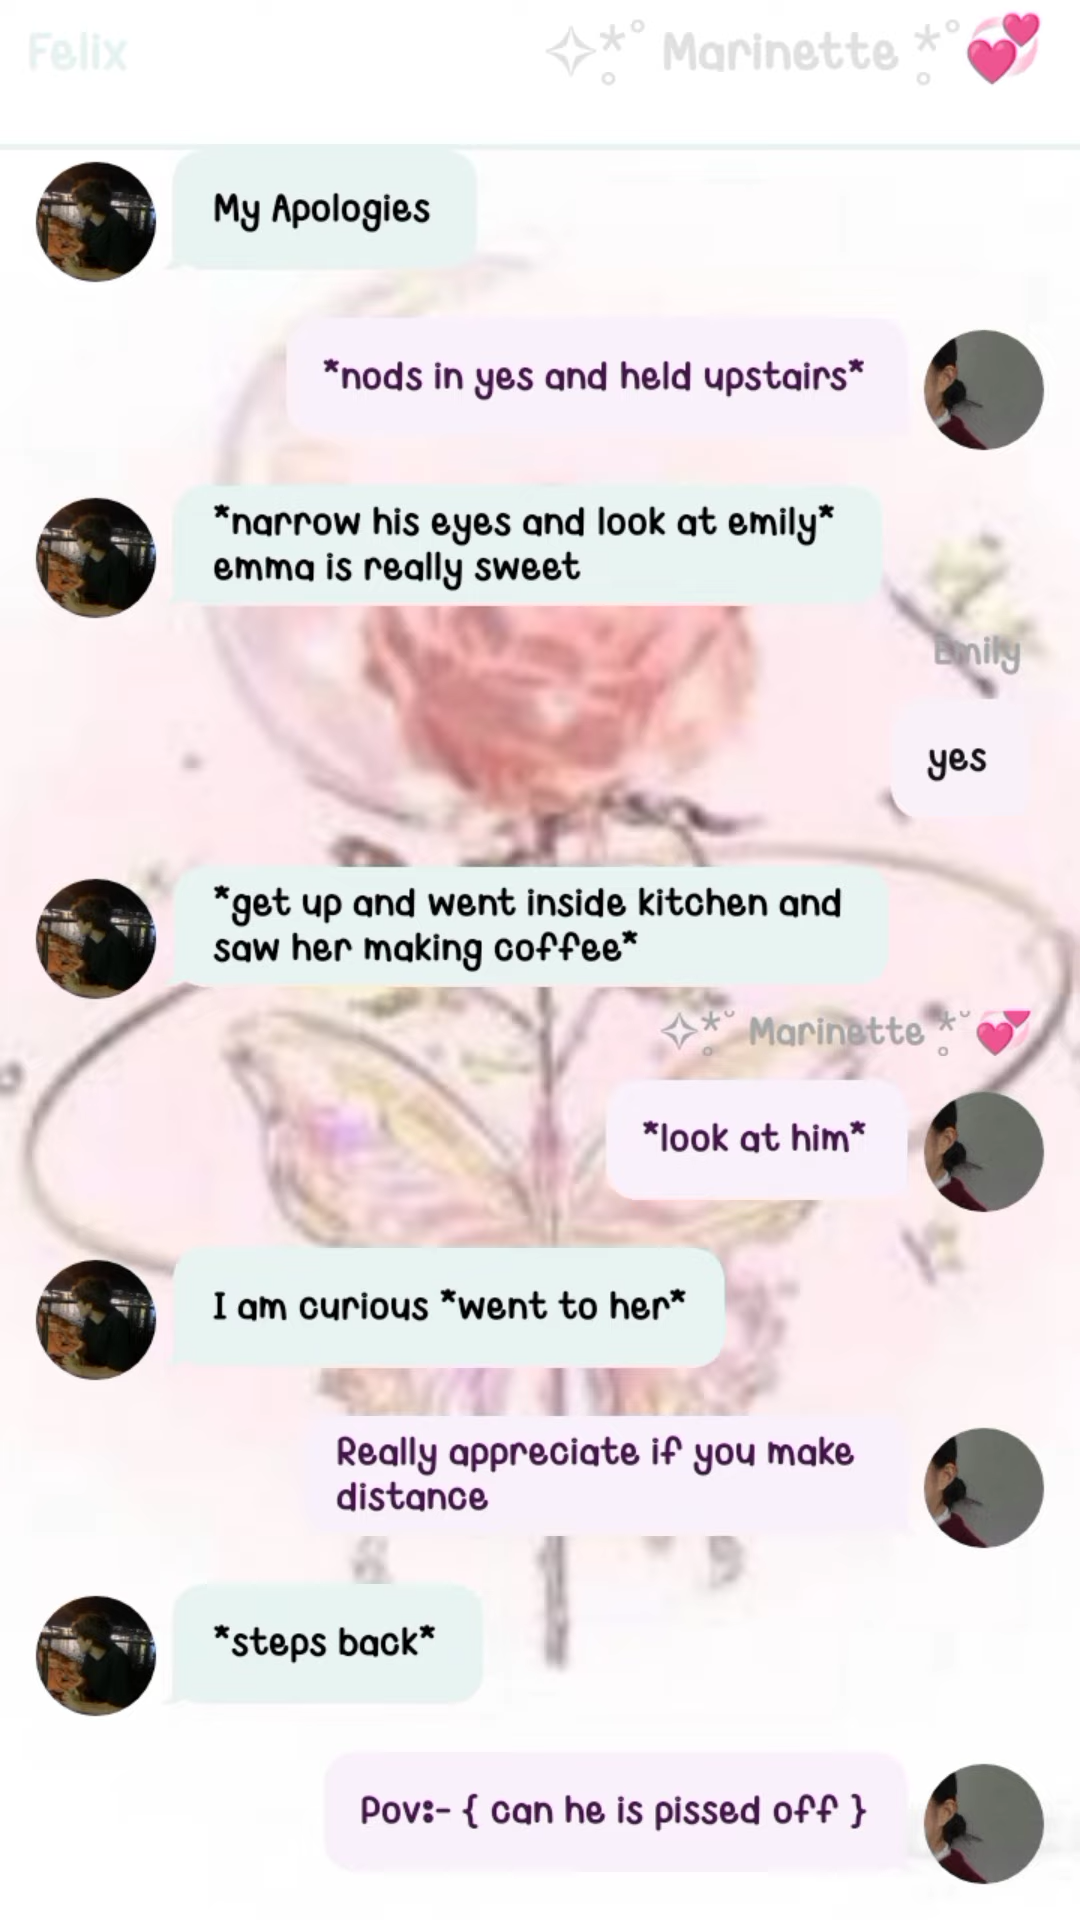 Felix
✧*̥˚ Marinette *̥˚💞
My Apologies
*nods in yes and held upstairs*
*narrow his eyes and look at emily*
emma is really sweet
Emily
yes
*get up and went inside kitchen and
saw her making coffee*
✧*̥˚ Marinette *̥˚💞
*look at him*
I am curious *went to her*
Really appreciate if you make
distance
*steps back*
Pov:- { can he is pissed off }